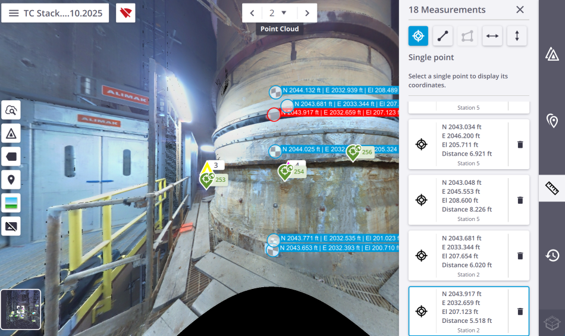 TC Stack....10.2025
2
Point Cloud
18 Measurements
Single point
Select a single point to display its
coordinates.
Station 5
N 2043.034 ft
E 2046.200 ft
El 205.711 ft
Distance 6.921 ft
Station 5
N 2043.048 ft
E 2045.553 ft
El 208.600 ft
Distance 8.226 ft
Station 5
N 2043.681 ft
E 2033.344 ft
El 207.654 ft
Distance 6.020 ft
Station 2
N 2043.917 ft
E 2032.659 ft
El 207.123 ft
Distance 5.518 ft
Station 2
ALIMAK
ALIMAK
N 2044.132 ft | E 2032.939 ft | El 208.489
N 2043.681 ft | E 2033.344 ft | El 207.
N 2043.917 ft | E 2032.659 ft | El 207.123
N 2044.025 ft | E 2032.
205.324
256
3
4
253
254
N 2043.771 ft | E 2032.535 ft | El 201.023
N 2043.653 ft | E 2032.393 ft | El 200.710